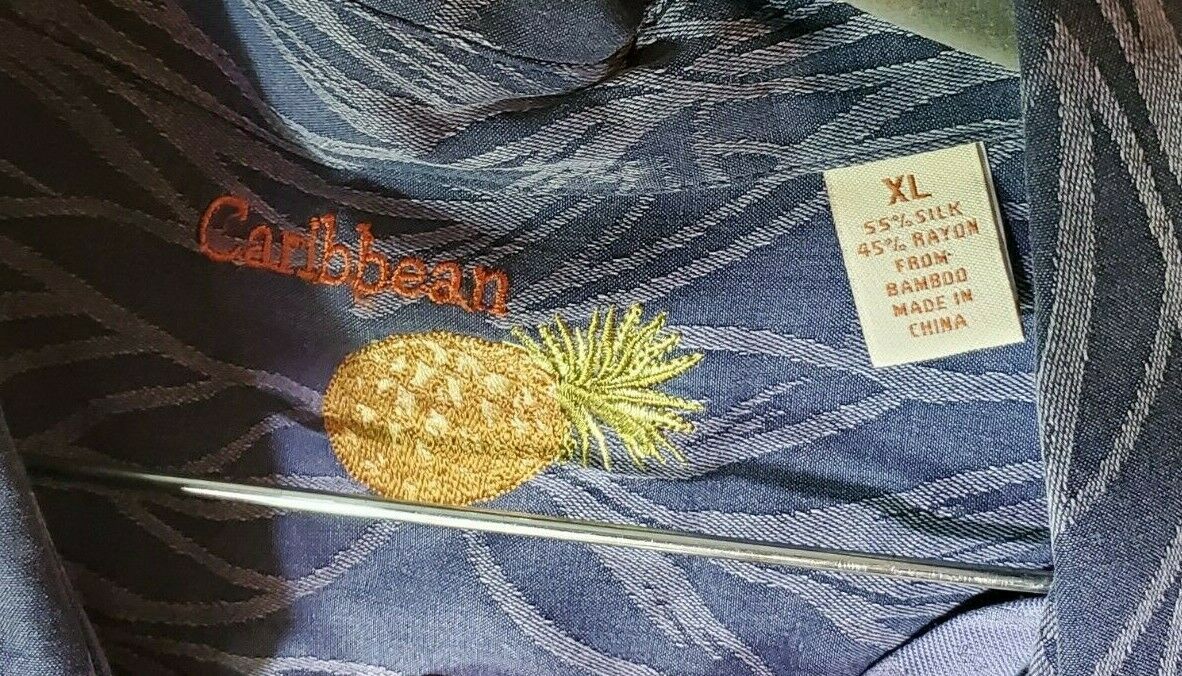 Caribbean
XL
55% SILK
45% RAYON
FROM
BAMBOO
MADE IN
CHINA